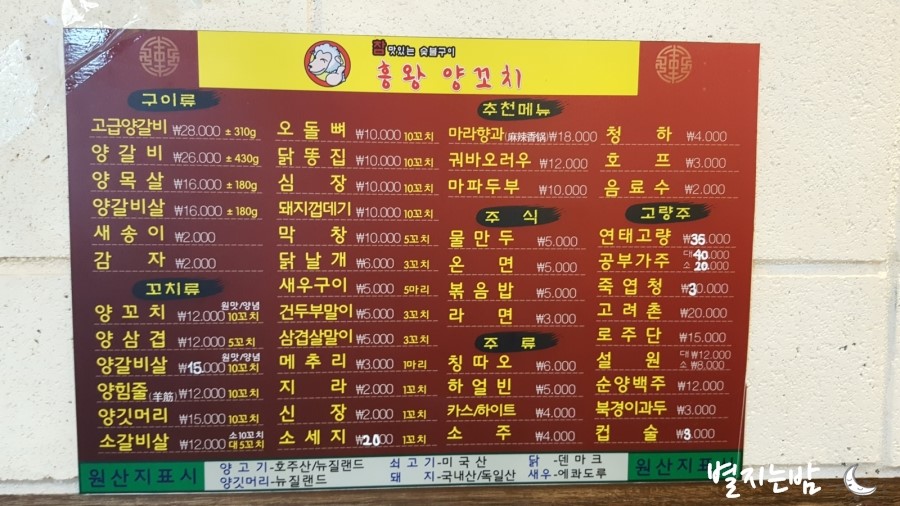 참 맛있는 숯불구이
홍왕 양꼬치
구이류
고급양갈비 ₩28.000 ± 310g
양갈비 ₩26.000 ± 430g
양목살 ₩16.000 ± 180g
양갈비살 ₩16.000 ± 180g
새송이 ₩2.000
감자 ₩2.000
꼬치류
양꼬치 ₩12.000 원맛/양념 10꼬치
양삼겹 ₩12.000 5꼬치
양갈비살 ₩15.000 원맛/양념 10꼬치
양힘줄(羊筋) ₩12.000 10꼬치
양깃머리 ₩15.000 10꼬치
소갈비살 ₩12.000 소10꼬치 대5꼬치
오돌뼈 ₩10.000 10꼬치
닭똥집 ₩10.000 10꼬치
심장 ₩10.000 10꼬치
돼지껍데기 ₩10.000 10꼬치
막창 ₩10.000 5꼬치
닭날개 ₩6.000 3꼬치
새우구이 ₩5.000 5마리
건두부말이 ₩5.000 3꼬치
삼겹살말이 ₩5.000 3꼬치
메추리 ₩3.000 1마리
지라 ₩2.000 1꼬치
신장 ₩2.000 1꼬치
소세지 ₩2000 1꼬치
추천메뉴
마라향과(麻辣香锅) ₩18.000
궈바오러우 ₩12.000
마파두부 ₩10.000
주식
물만두 ₩5.000
온면 ₩5.000
볶음밥 ₩5.000
라면 ₩3.000
주류
칭따오 ₩6.000
하얼빈 ₩5.000
카스/하이트 ₩4.000
소주 ₩4.000
청하 ₩4.000
호프 ₩3.000
음료수 ₩2.000
고량주
연태고량 ₩35.000
공부가주 대40.000 소20.000
죽엽청 ₩30.000
고려촌 ₩20.000
로주단 ₩15.000
설원 대₩12.000 소₩8.000
순양백주 ₩12.000
북경이과두 ₩3.000
컵술 ₩3.000
원산지표시
양고기-호주산/뉴질랜드 쇠고기-미국산 닭-덴마크
양깃머리-뉴질랜드 돼지-국내산/독일산 새우-에콰도루
원산지표시
별지는밤